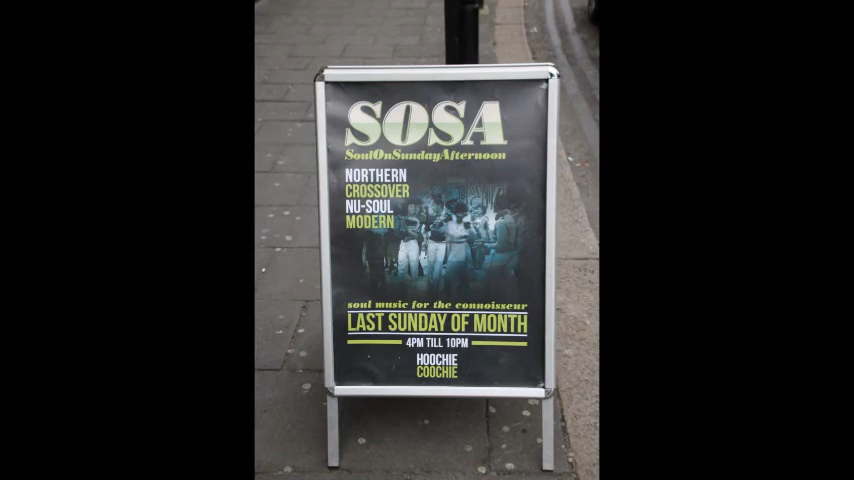 SOSA
SoulOnSundayAfternoon
NORTHERN
CROSSOVER
NU-SOUL
MODERN
soul music for the connoisseur
LAST SUNDAY OF MONTH
4PM TILL 10PM
HOOCHIE
COOCHIE